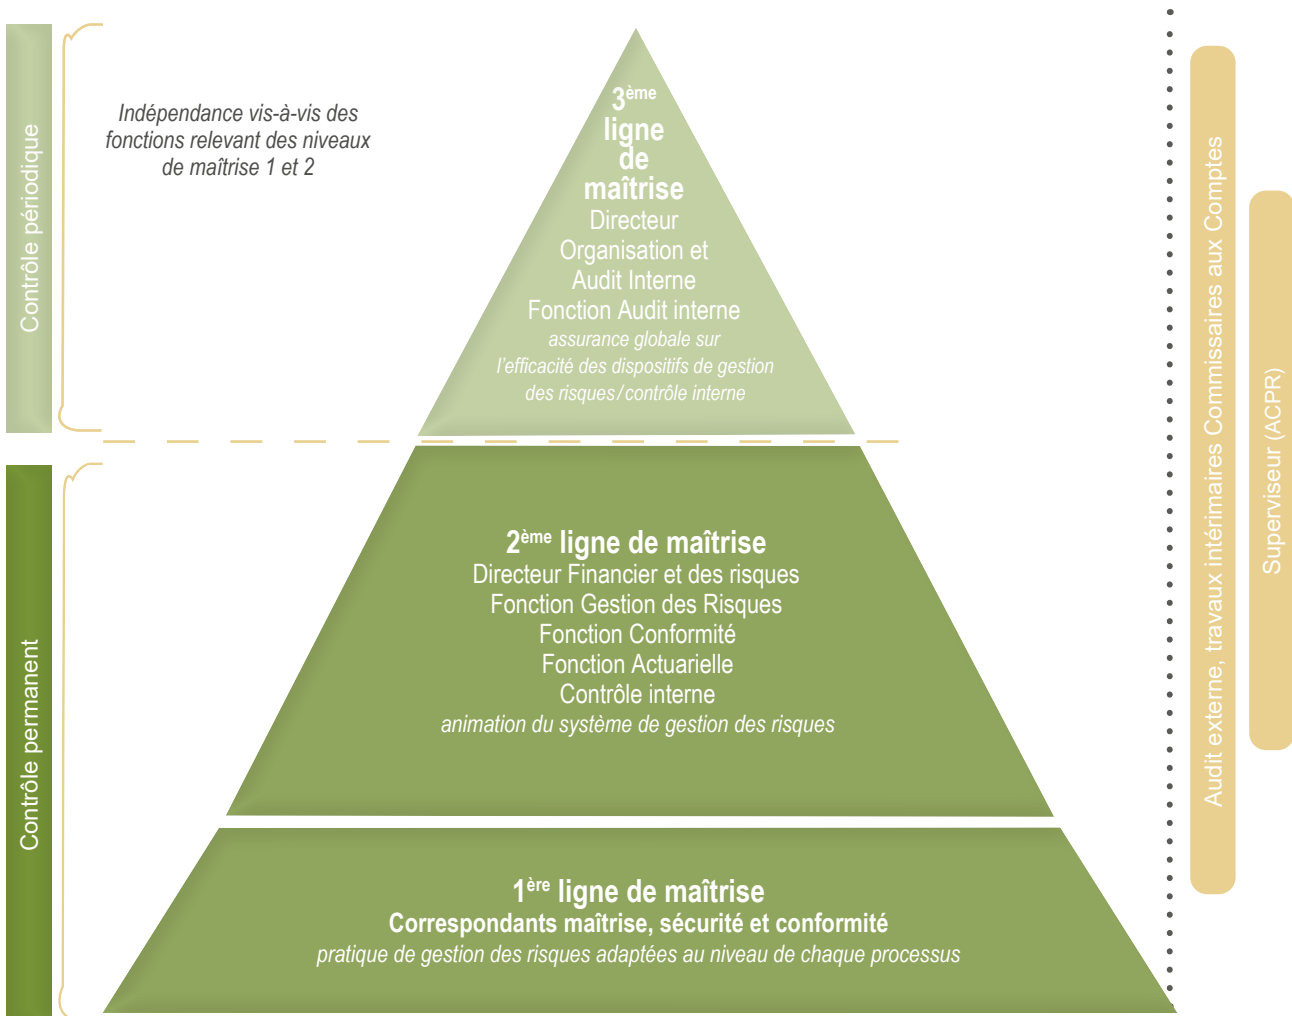 Contrôle périodique
Indépendance vis-à-vis des
fonctions relevant des niveaux
de maîtrise 1 et 2
3ème
ligne
de
maîtrise
Directeur
Organisation et
Audit Interne
Fonction Audit interne
assurance globale sur
l'efficacité des dispositifs de gestion
des risques/contrôle interne
Contrôle permanent
2ème ligne de maîtrise
Directeur Financier et des risques
Fonction Gestion des Risques
Fonction Conformité
Fonction Actuarielle
Contrôle interne
animation du système de gestion des risques
1ère ligne de maîtrise
Correspondants maîtrise, sécurité et conformité
pratique de gestion des risques adaptées au niveau de chaque processus
Audit externe, travaux intérimaires Commissaires aux Comptes
Superviseur (ACPR)